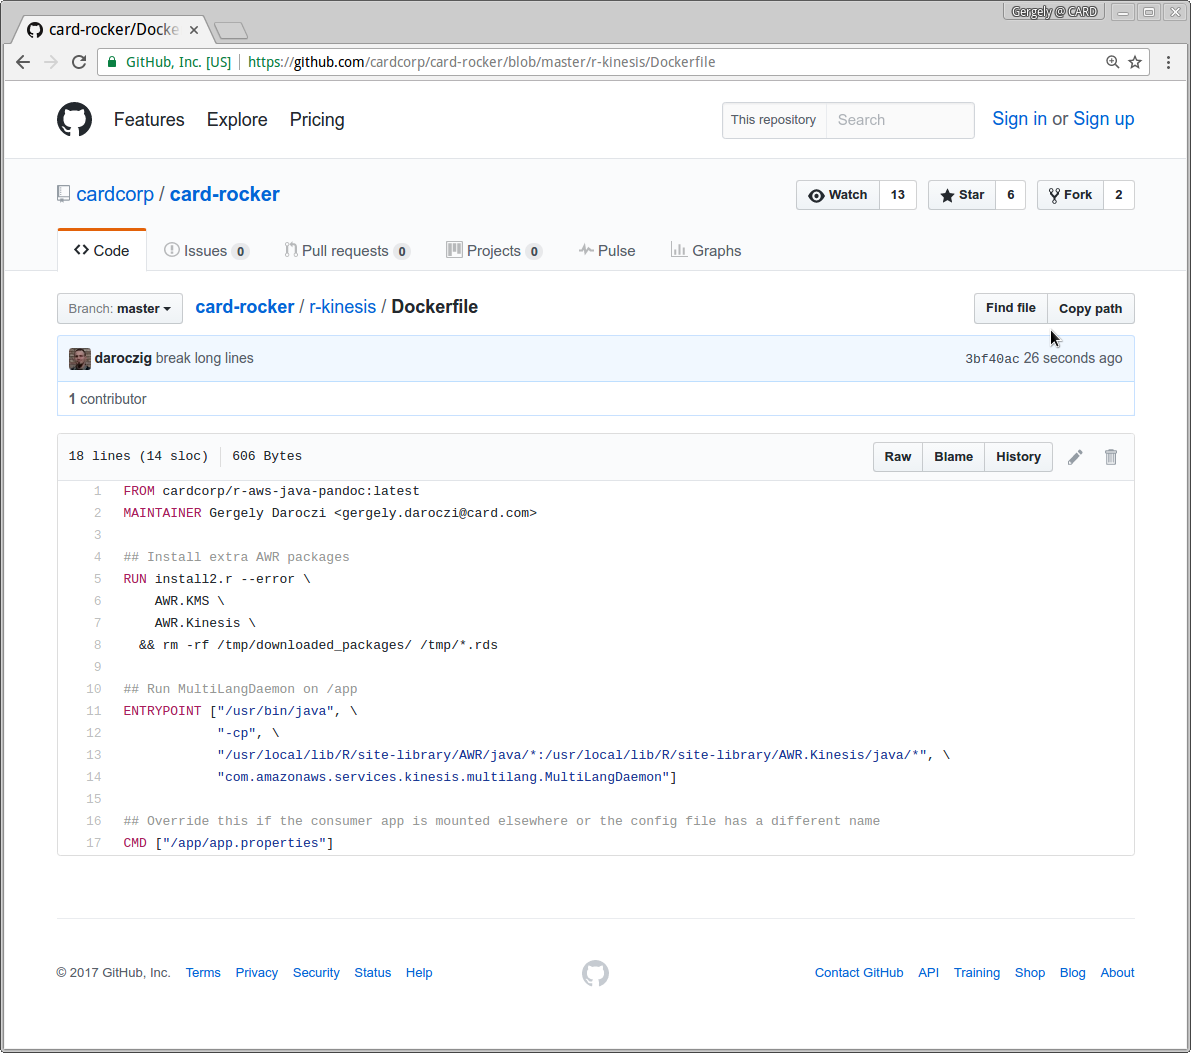 Gergely @ CARD
card-rocker/Docke
GitHub, Inc. [US] https://github.com/cardcorp/card-rocker/blob/master/r-kinesis/Dockerfile
Features Explore Pricing This repository Search Sign in or Sign up
cardcorp / card-rocker Watch 13 Star 6 Fork 2
Code Issues 0 Pull requests 0 Projects 0 Pulse Graphs
Branch: master card-rocker / r-kinesis / Dockerfile Find file Copy path
daroczig break long lines 3bf40ac 26 seconds ago
1 contributor
18 lines (14 sloc) 606 Bytes Raw Blame History
1 FROM cardcorp/r-aws-java-pandoc:latest
2 MAINTAINER Gergely Daroczi <gergely.daroczi@card.com>
3
4 ## Install extra AWR packages
5 RUN install2.r --error \
6 AWR.KMS \
7 AWR.Kinesis \
8 && rm -rf /tmp/downloaded_packages/ /tmp/*.rds
9
10 ## Run MultiLangDaemon on /app
11 ENTRYPOINT ["/usr/bin/java", \
12 "-cp", \
13 "/usr/local/lib/R/site-library/AWR/java/*:/usr/local/lib/R/site-library/AWR.Kinesis/java/*", \
14 "com.amazonaws.services.kinesis.multilang.MultiLangDaemon"]
15
16 ## Override this if the consumer app is mounted elsewhere or the config file has a different name
17 CMD ["/app/app.properties"]
© 2017 GitHub, Inc. Terms Privacy Security Status Help Contact GitHub API Training Shop Blog About